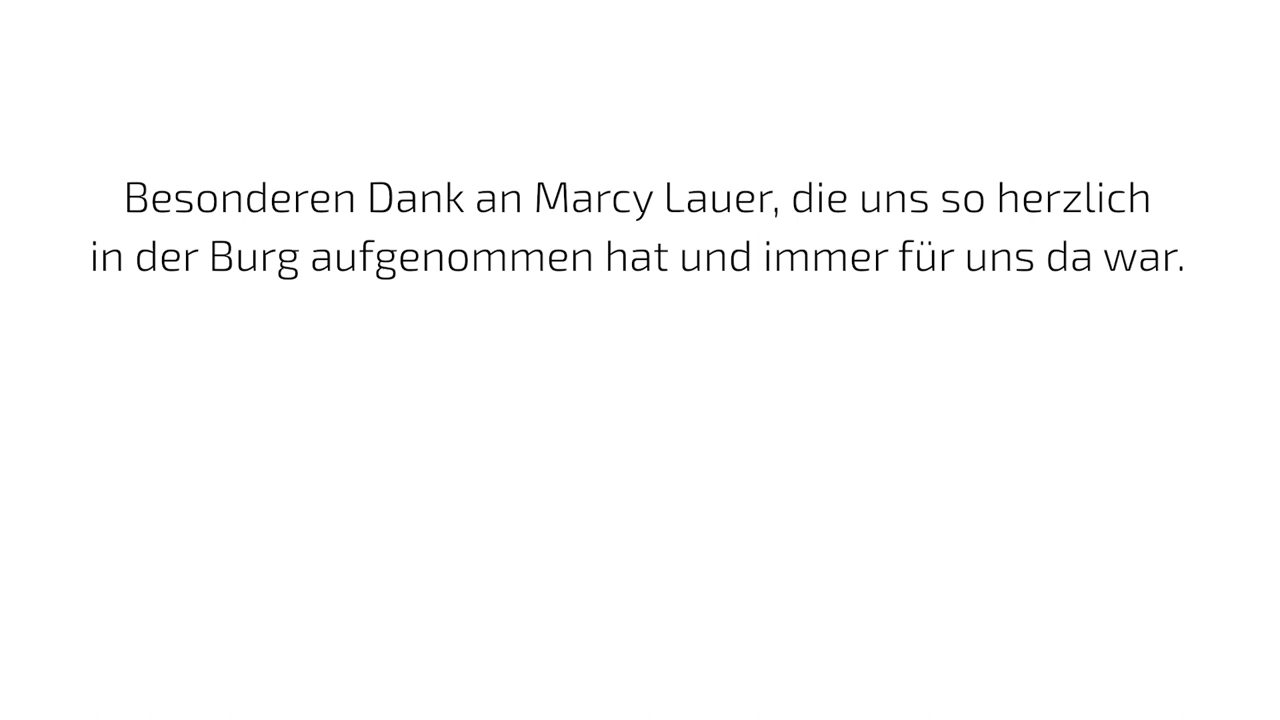 Besonderen Dank an Marcy Lauer, die uns so herzlich
in der Burg aufgenommen hat und immer für uns da war.